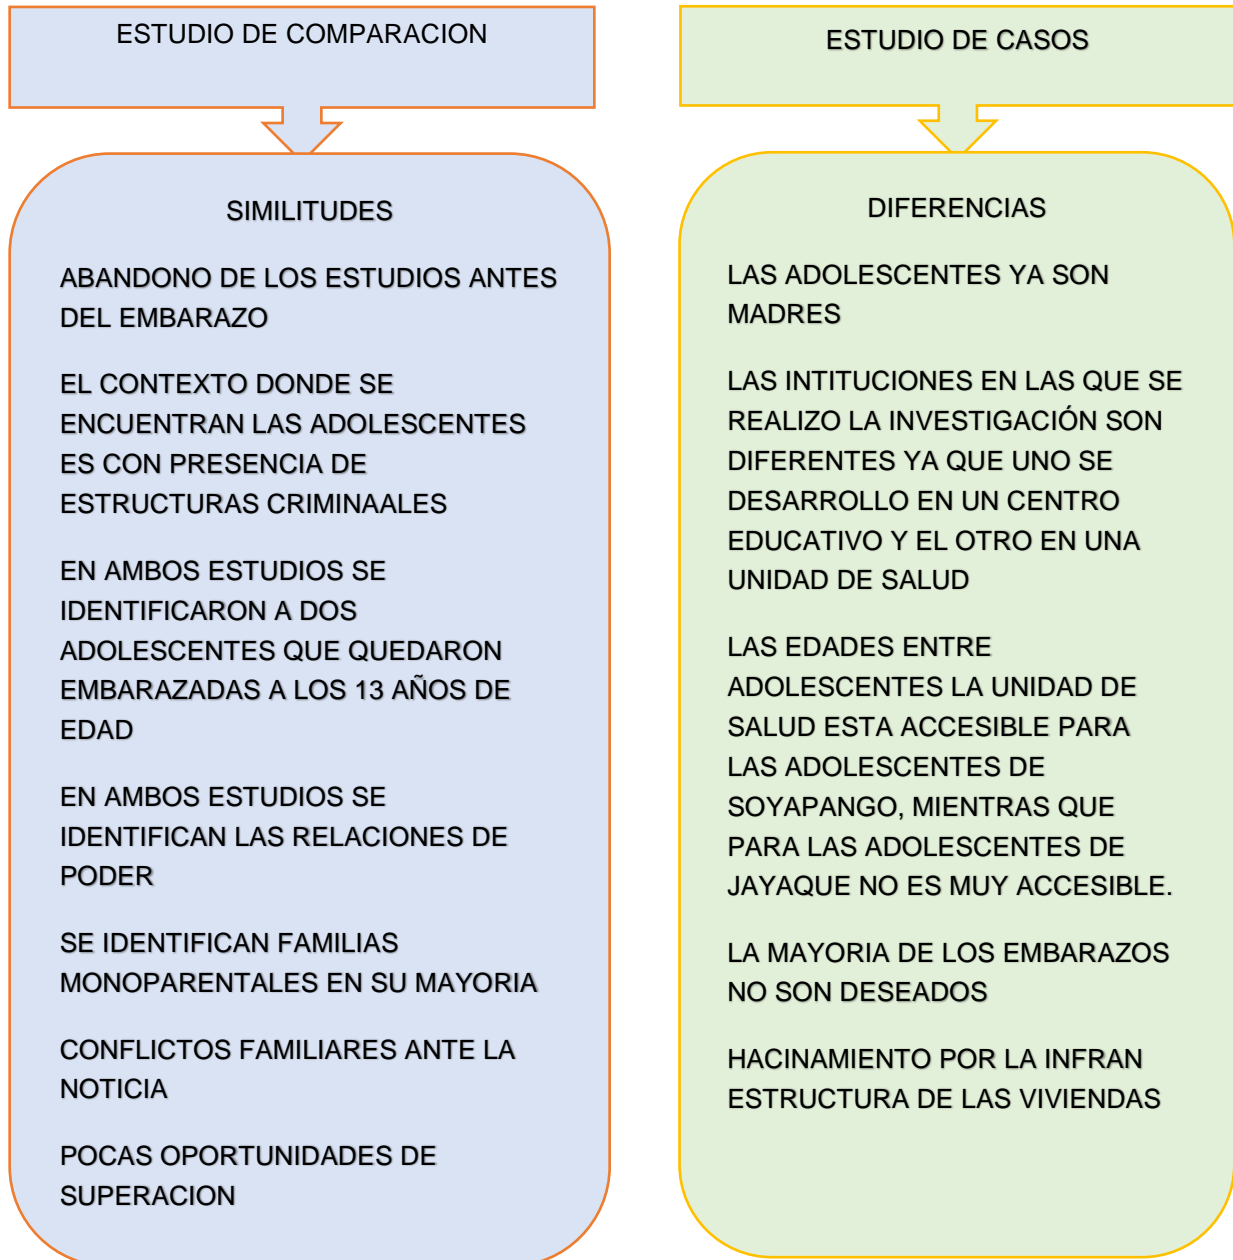 ESTUDIO DE COMPARACION
SIMILITUDES
ABANDONO DE LOS ESTUDIOS ANTES
DEL EMBARAZO
EL CONTEXTO DONDE SE
ENCUENTRAN LAS ADOLESCENTES
ES CON PRESENCIA DE
ESTRUCTURAS CRIMINAALES
EN AMBOS ESTUDIOS SE
IDENTIFICARON A DOS
ADOLESCENTES QUE QUEDARON
EMBARAZADAS A LOS 13 AÑOS DE
EDAD
EN AMBOS ESTUDIOS SE
IDENTIFICAN LAS RELACIONES DE
PODER
SE IDENTIFICAN FAMILIAS
MONOPARENTALES EN SU MAYORIA
CONFLICTOS FAMILIARES ANTE LA
NOTICIA
POCAS OPORTUNIDADES DE
SUPERACION
ESTUDIO DE CASOS
DIFERENCIAS
LAS ADOLESCENTES YA SON
MADRES
LAS INTITUCIONES EN LAS QUE SE
REALIZO LA INVESTIGACIÓN SON
DIFERENTES YA QUE UNO SE
DESARROLLO EN UN CENTRO
EDUCATIVO Y EL OTRO EN UNA
UNIDAD DE SALUD
LAS EDADES ENTRE
ADOLESCENTES LA UNIDAD DE
SALUD ESTA ACCESIBLE PARA
LAS ADOLESCENTES DE
SOYAPANGO, MIENTRAS QUE
PARA LAS ADOLESCENTES DE
JAYAQUE NO ES MUY ACCESIBLE.
LA MAYORIA DE LOS EMBARAZOS
NO SON DESEADOS
HACINAMIENTO POR LA INFRAN
ESTRUCTURA DE LAS VIVIENDAS